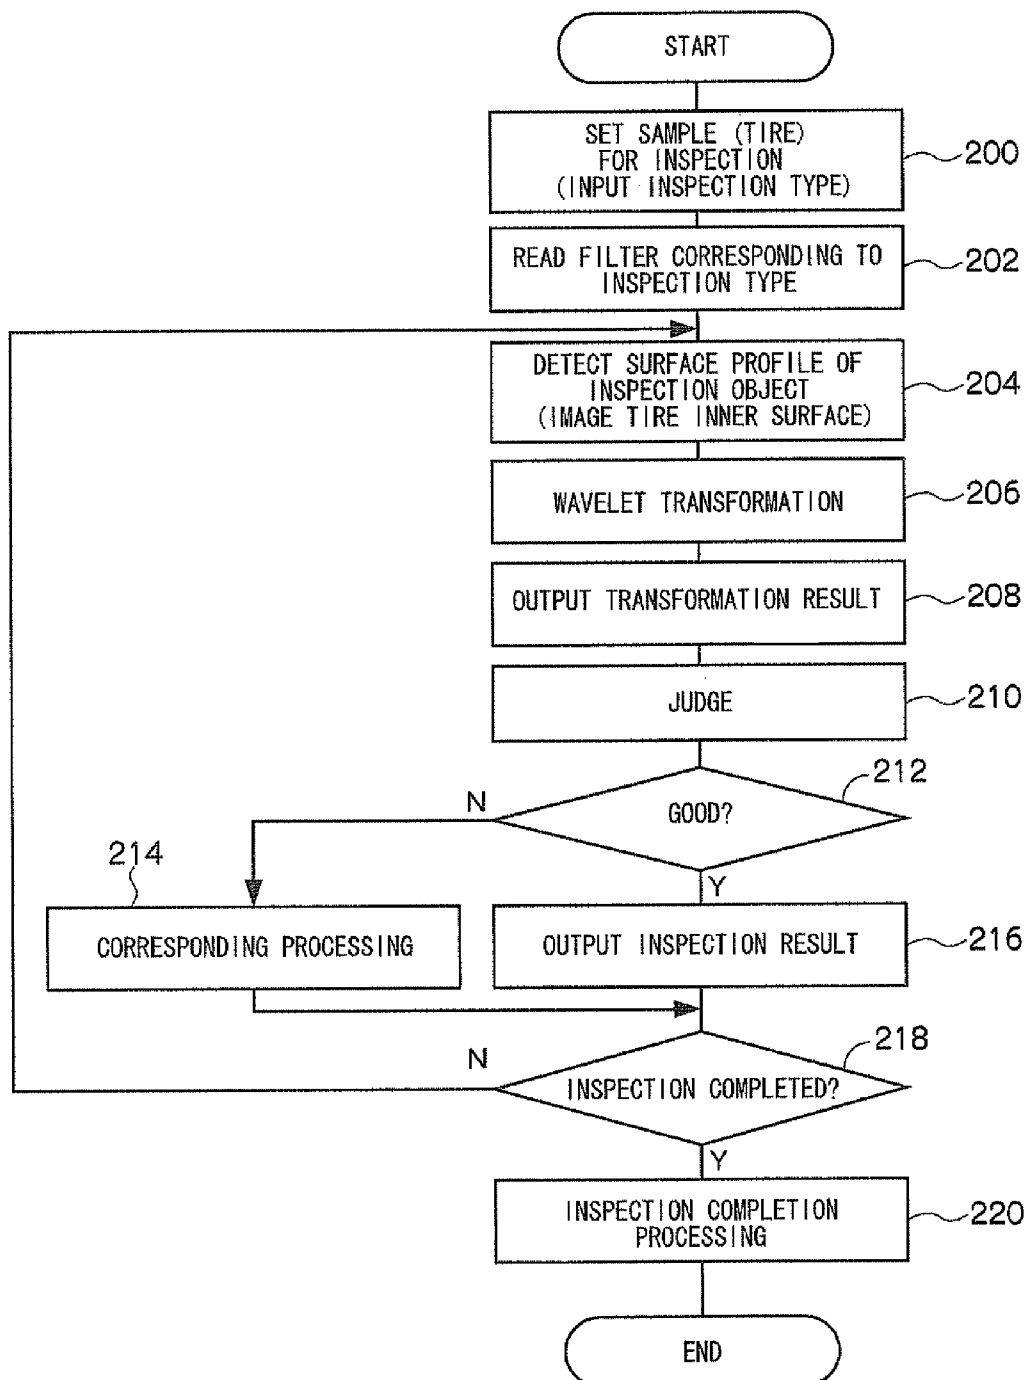 START
SET SAMPLE (TIRE)
FOR INSPECTION
(INPUT INSPECTION TYPE)
200
READ FILTER CORRESPONDING TO
INSPECTION TYPE
202
DETECT SURFACE PROFILE OF
INSPECTION OBJECT
(IMAGE TIRE INNER SURFACE)
204
WAVELET TRANSFORMATION
206
OUTPUT TRANSFORMATION RESULT
208
JUDGE
210
212
N
GOOD?
Y
214
CORRESPONDING PROCESSING
OUTPUT INSPECTION RESULT
216
218
N
INSPECTION COMPLETED?
Y
INSPECTION COMPLETION
PROCESSING
220
END